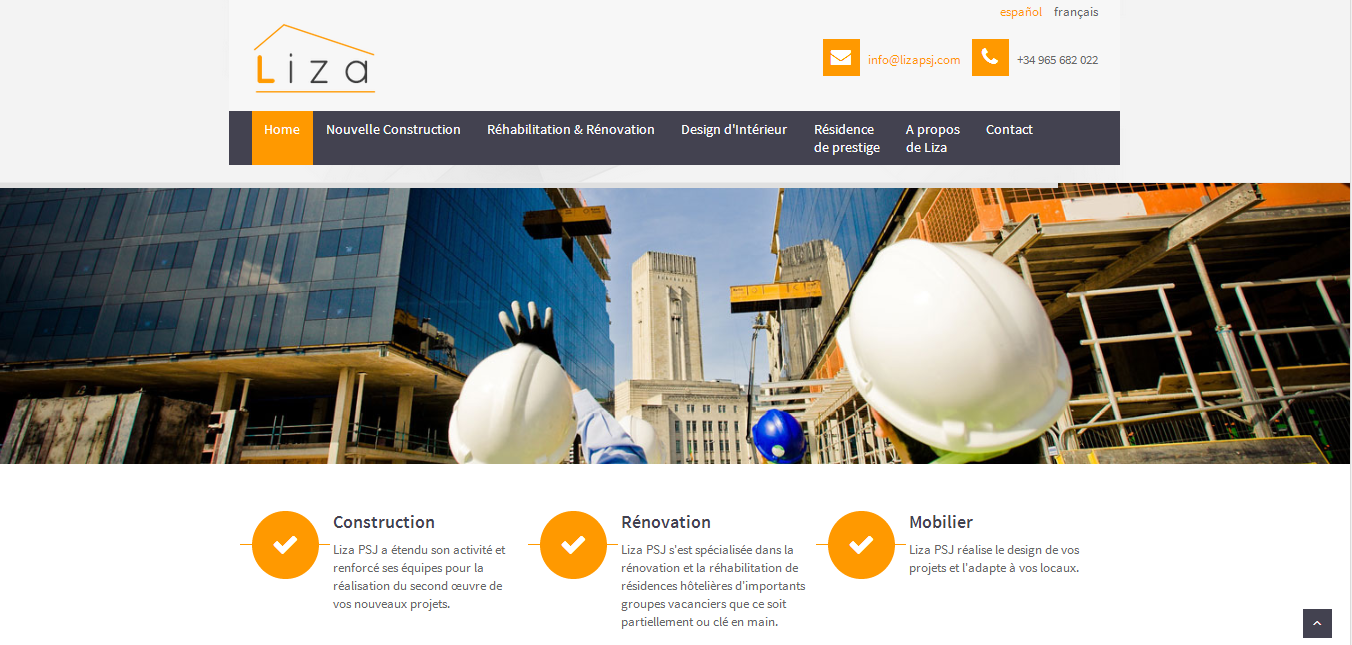 español français
Liza
info@lizapsj.com +34 965 682 022
Home Nouvelle Construction Réhabilitation & Rénovation Design d'Intérieur Résidence de prestige A propos de Liza Contact
Construction
Liza PSJ a étendu son activité et
renforcé ses équipes pour la
réalisation du second œuvre de
vos nouveaux projets.
Rénovation
Liza PSJ s'est spécialisée dans la
rénovation et la réhabilitation de
résidences hôtelières d'importants
groupes vacanciers que ce soit
partiellement ou clé en main.
Mobilier
Liza PSJ réalise le design de vos
projets et l'adapte à vos locaux.